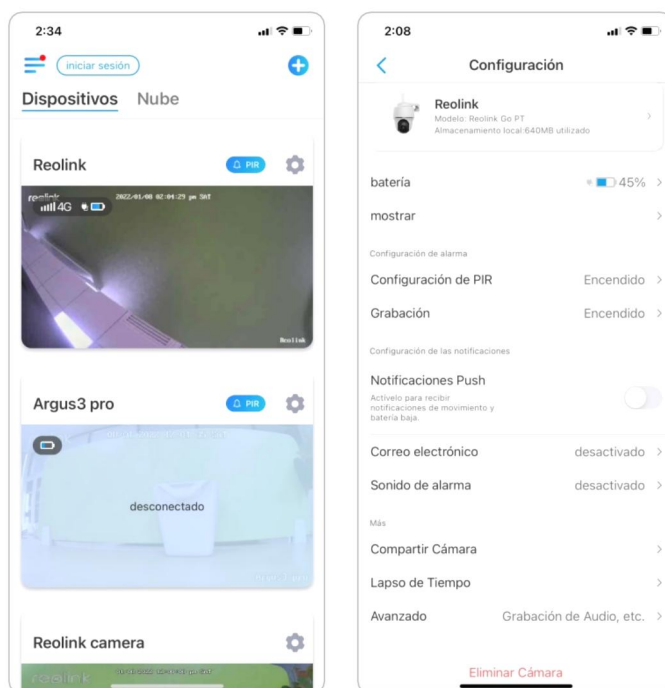 2:34
iniciar sesión
Dispositivos Nube
Reolink
PIR
reolink 2022/01/08 02:04:29 pm SAT
4G
Reolink
Argus3 pro
PIR
desconectado
Reolink camera
reolink
2:08
Configuración
Reolink
Modelo: Reolink Go PT
Almacenamiento local:640MB utilizado
batería 45%
mostrar
Configuración de alarma
Configuración de PIR Encendido
Grabación Encendido
Configuración de las notificaciones
Notificaciones Push
Actívelo para recibir
notificaciones de movimiento y
batería baja.
Correo electrónico desactivado
Sonido de alarma desactivado
Más
Compartir Cámara
Lapso de Tiempo
Avanzado Grabación de Audio, etc.
Eliminar Cámara